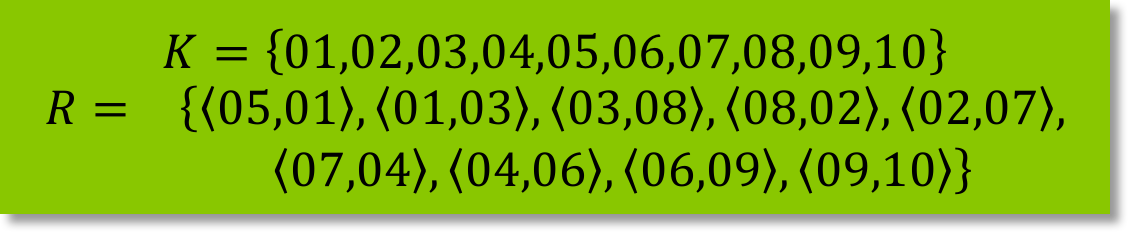 K = {01,02,03,04,05,06,07,08,09,10}
R = {⟨05,01⟩,⟨01,03⟩,⟨03,08⟩,⟨08,02⟩,⟨02,07⟩,
⟨07,04⟩,⟨04,06⟩,⟨06,09⟩,⟨09,10⟩}